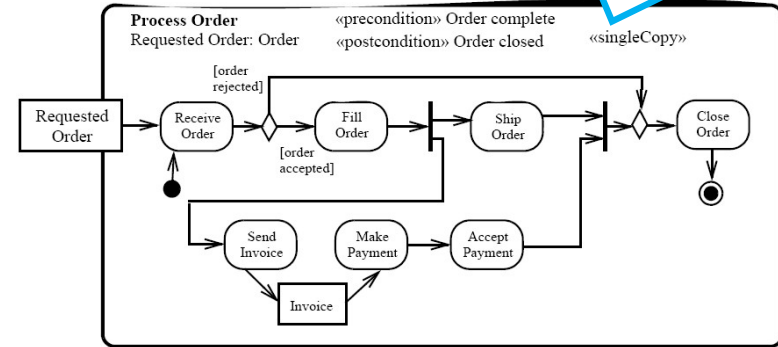 Process Order
«precondition» Order complete
Requested Order: Order
«postcondition» Order closed
«singleCopy»
[order
rejected]
Requested
Order
Receive
Order
Fill
Order
Ship
Order
Close
Order
[order
accepted]
Send
Invoice
Make
Payment
Accept
Payment
Invoice